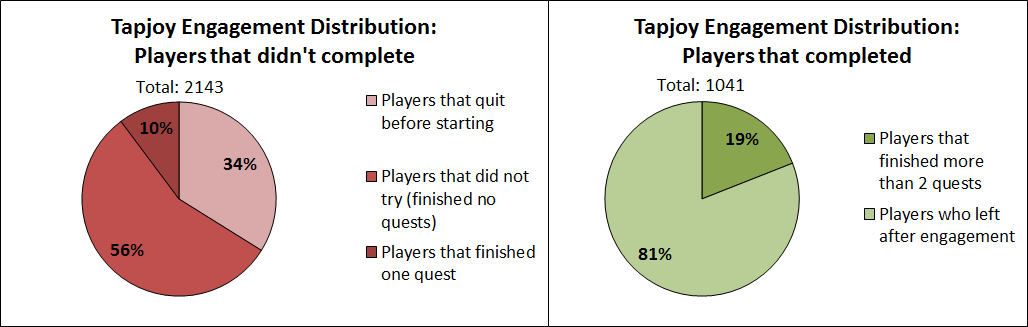 Tapjoy Engagement Distribution:
Players that didn't complete
Total: 2143
10%
34%
56%
Players that quit
before starting
Players that did not
try (finished no
quests)
Players that finished
one quest
Tapjoy Engagement Distribution:
Players that completed
Total: 1041
19%
81%
Players that
finished more
than 2 quests
Players who left
after engagement